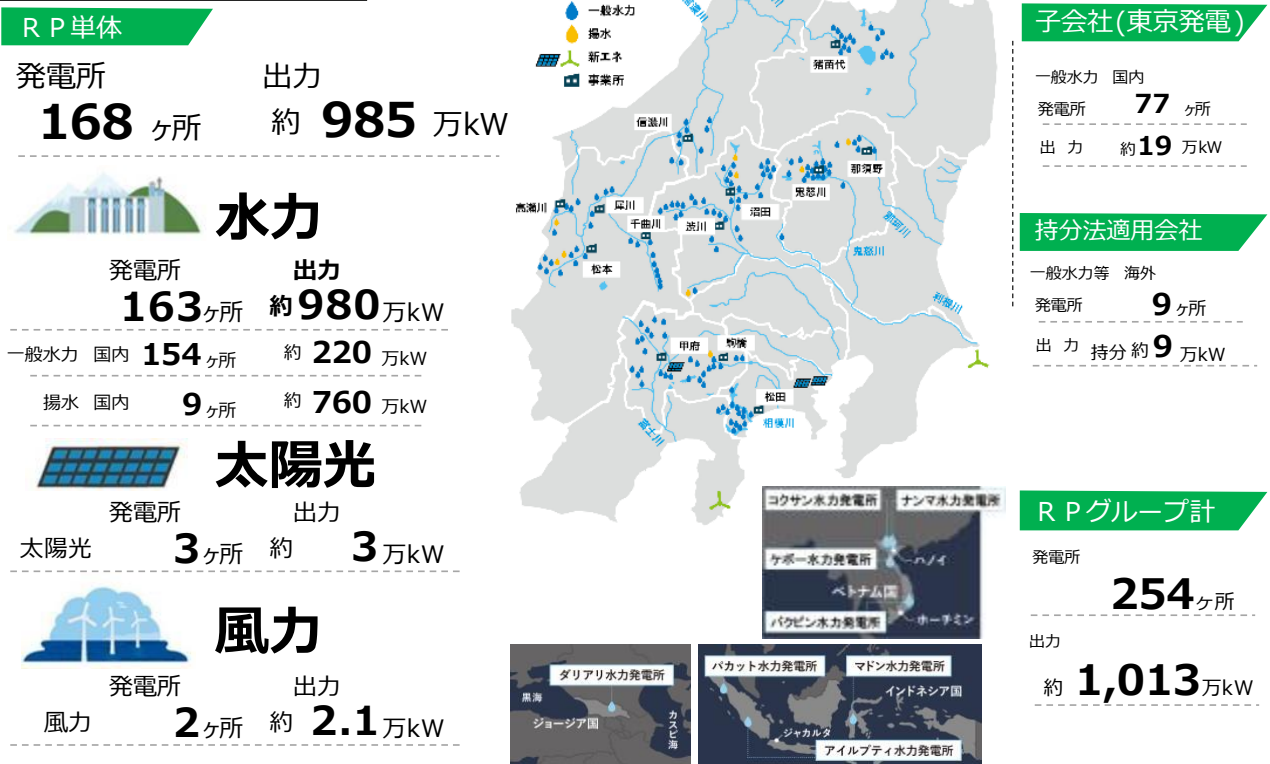 ＲＰ単体
発電所 出力
168 ヶ所 約 985 万kW
水力
発電所 出力
163ヶ所 約980万kW
一般水力 国内 154ヶ所 約 220 万kW
揚水 国内 9ヶ所 約 760 万kW
太陽光
発電所 出力
太陽光 3ヶ所 約 3万kW
風力
発電所 出力
風力 2ヶ所 約 2.1万kW
一般水力
揚水
新エネ
事業所
猪苗代
信濃川
那須野
鬼怒川
高瀬川
犀川
沼田
千曲川
渋川
那珂川
鬼怒川
松本
利根川
甲府
駒橋
松田
相模川
富士川
コクサン水力発電所
ナンマ水力発電所
ケボー水力発電所
ハノイ
ベトナム国
バクビン水力発電所
ホーチミン
ダリアリ水力発電所
黒海
ジョージア国
カスピ海
バカット水力発電所
マドン水力発電所
インドネシア国
ジャカルタ
アイルプティ水力発電所
子会社(東京発電)
一般水力 国内
発電所 77 ヶ所
出 力 約19 万kW
持分法適用会社
一般水力等 海外
発電所 9ヶ所
出 力 持分 約9 万kW
ＲＰグループ計
発電所
254ヶ所
出力
約 1,013万kW